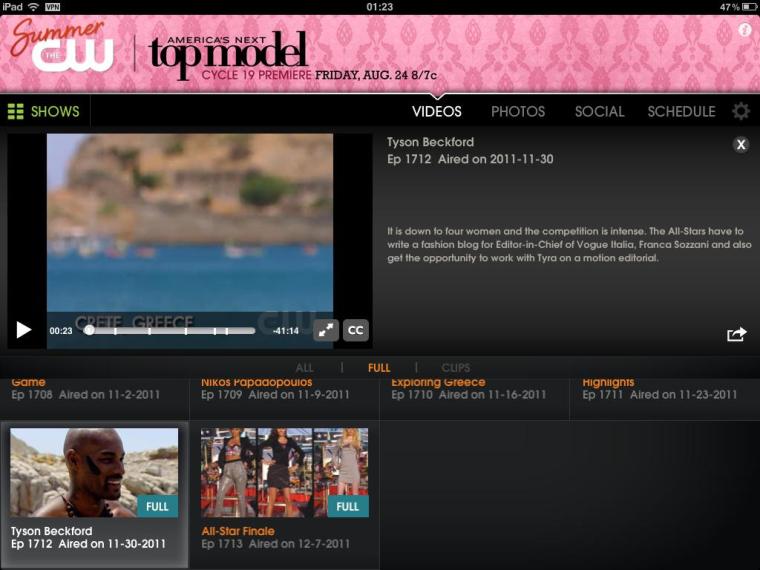 iPad VPN 01:23 47%
Summer
THE CW
AMERICA'S NEXT
top model
CYCLE 19 PREMIERE FRIDAY, AUG. 24 8/7c
i
SHOWS VIDEOS PHOTOS SOCIAL SCHEDULE
Tyson Beckford X
Ep 1712 Aired on 2011-11-30
It is down to four women and the competition is intense. The All-Stars have to
write a fashion blog for Editor-in-Chief of Vogue Italia, Franca Sozzani and also
get the opportunity to work with Tyra on a motion editorial.
CRETE, GREECE CW
00:23 -41:14 CC
ALL | FULL | CLIPS
Game Nikos Papadopoulos Exploring Greece Highlights
Ep 1708 Aired on 11-2-2011 Ep 1709 Aired on 11-9-2011 Ep 1710 Aired on 11-16-2011 Ep 1711 Aired on 11-23-2011
FULL FULL
Tyson Beckford All-Star Finale
Ep 1712 Aired on 11-30-2011 Ep 1713 Aired on 12-7-2011